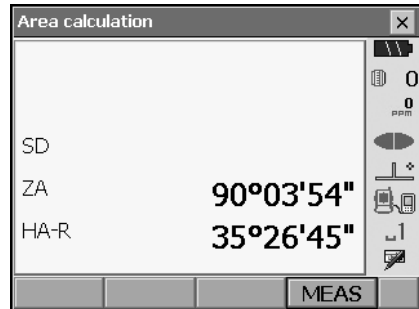 Area calculation
0
0
ppm
SD
ZA 90°03'54"
HA-R 35°26'45"
1
MEAS